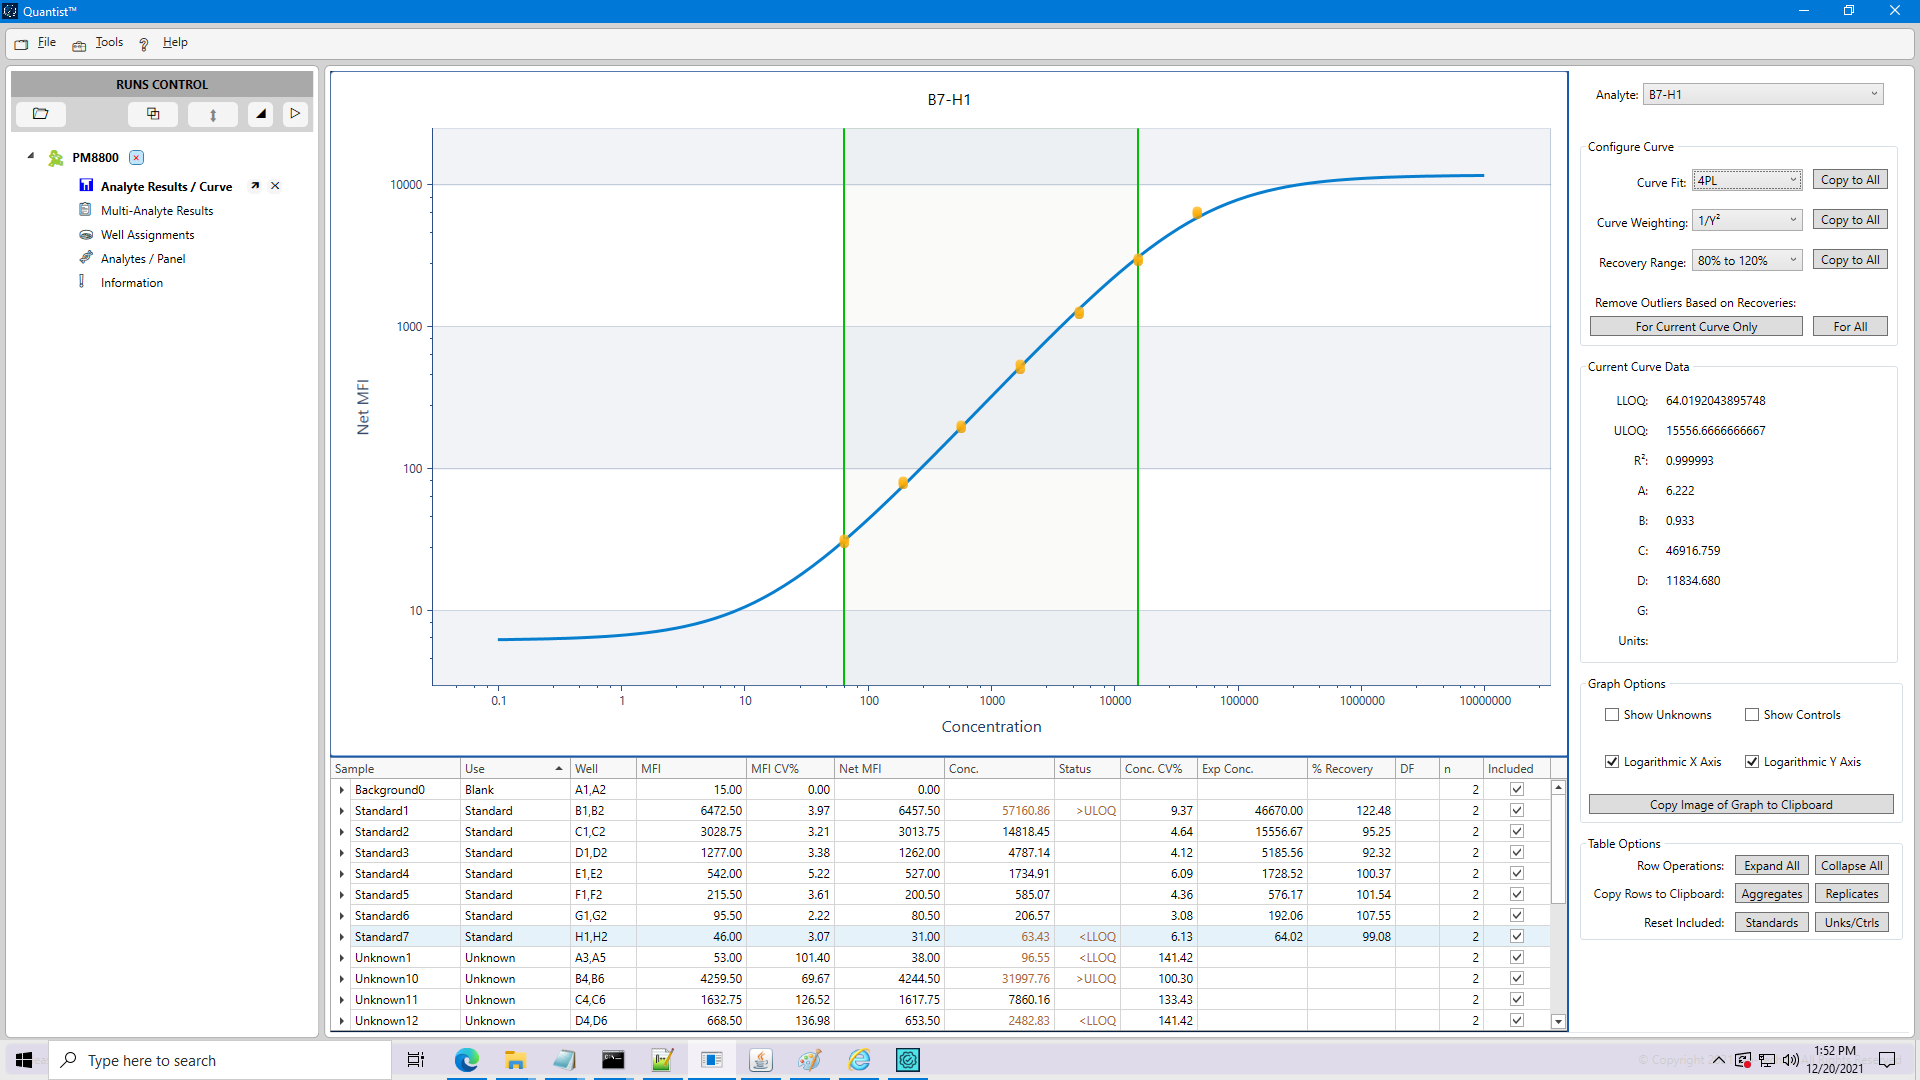 Quantist™
File Tools ? Help
RUNS CONTROL
PM8800
Analyte Results / Curve
Multi-Analyte Results
Well Assignments
Analytes / Panel
Information
B7-H1
Net MFI
10000
1000
100
10
0.1 1 10 100 1000 10000 100000 1000000 10000000
Concentration
Analyte: B7-H1
Configure Curve
Curve Fit: 4PL Copy to All
Curve Weighting: 1/Y² Copy to All
Recovery Range: 80% to 120% Copy to All
Remove Outliers Based on Recoveries:
For Current Curve Only For All
Current Curve Data
LLOQ: 64.0192043895748
ULOQ: 15556.6666666667
R²: 0.999993
A: 6.222
B: 0.933
C: 46916.759
D: 11834.680
G:
Units:
Graph Options
Show Unknowns Show Controls
Logarithmic X Axis Logarithmic Y Axis
Copy Image of Graph to Clipboard
Table Options
Row Operations: Expand All Collapse All
Copy Rows to Clipboard: Aggregates Replicates
Reset Included: Standards Unks/Ctrls
Sample Use Well MFI MFI CV% Net MFI Conc. Status Conc. CV% Exp Conc. % Recovery DF n Included
Background0 Blank A1,A2 15.00 0.00 0.00 2
Standard1 Standard B1,B2 6472.50 3.97 6457.50 57160.86 >ULOQ 9.37 46670.00 122.48 2
Standard2 Standard C1,C2 3028.75 3.21 3013.75 14818.45 4.64 15556.67 95.25 2
Standard3 Standard D1,D2 1277.00 3.38 1262.00 4787.14 4.12 5185.56 92.32 2
Standard4 Standard E1,E2 542.00 5.22 527.00 1734.91 6.09 1728.52 100.37 2
Standard5 Standard F1,F2 215.50 3.61 200.50 585.07 4.36 576.17 101.54 2
Standard6 Standard G1,G2 95.50 2.22 80.50 206.57 3.08 192.06 107.55 2
Standard7 Standard H1,H2 46.00 3.07 31.00 63.43 <LLOQ 6.13 64.02 99.08 2
Unknown1 Unknown A3,A5 53.00 101.40 38.00 96.55 <LLOQ 141.42 2
Unknown10 Unknown B4,B6 4259.50 69.67 4244.50 31997.76 >ULOQ 100.30 2
Unknown11 Unknown C4,C6 1632.75 126.52 1617.75 7860.16 133.43 2
Unknown12 Unknown D4,D6 668.50 136.98 653.50 2482.83 <LLOQ 141.42 2
Type here to search
1:52 PM
12/20/2021